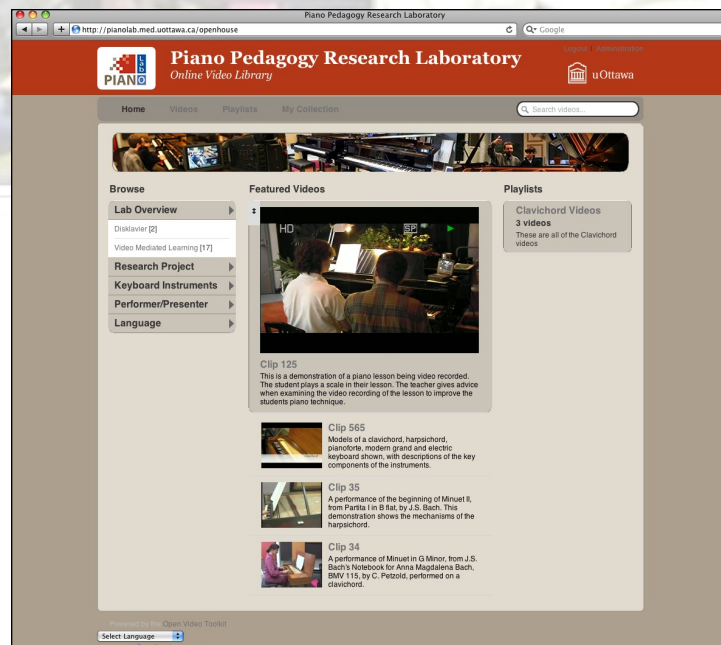 Piano Pedagogy Research Laboratory
http://pianolab.med.uottawa.ca/openhouse
Google
Logout | Administration
PIANO Lab
Piano Pedagogy Research Laboratory
Online Video Library
uOttawa
Home Videos Playlists My Collection
Search videos...
Browse
Lab Overview
Disklavier [2]
Video Mediated Learning [17]
Research Project
Keyboard Instruments
Performer/Presenter
Language
Featured Videos
HD SP
Clip 125
This is a demonstration of a piano lesson being video recorded.
The student plays a scale in their lesson. The teacher gives advice
when examining the video recording of the lesson to improve the
students piano technique.
Clip 565
Models of a clavichord, harpsichord,
pianoforte, modern grand and electric
keyboard shown, with descriptions of the key
components of the instruments.
Clip 35
A performance of the beginning of Minuet II,
from Partita I in B flat, by J.S. Bach. This
demonstration shows the mechanisms of the
harpsichord.
Clip 34
A performance of Minuet in G Minor, from J.S.
Bach's Notebook for Anna Magdalena Bach,
BMV 115, by C. Petzold, performed on a
clavichord.
Playlists
Clavichord Videos
3 videos
These are all of the Clavichord
videos
Powered by the Open Video Toolkit
Select Language